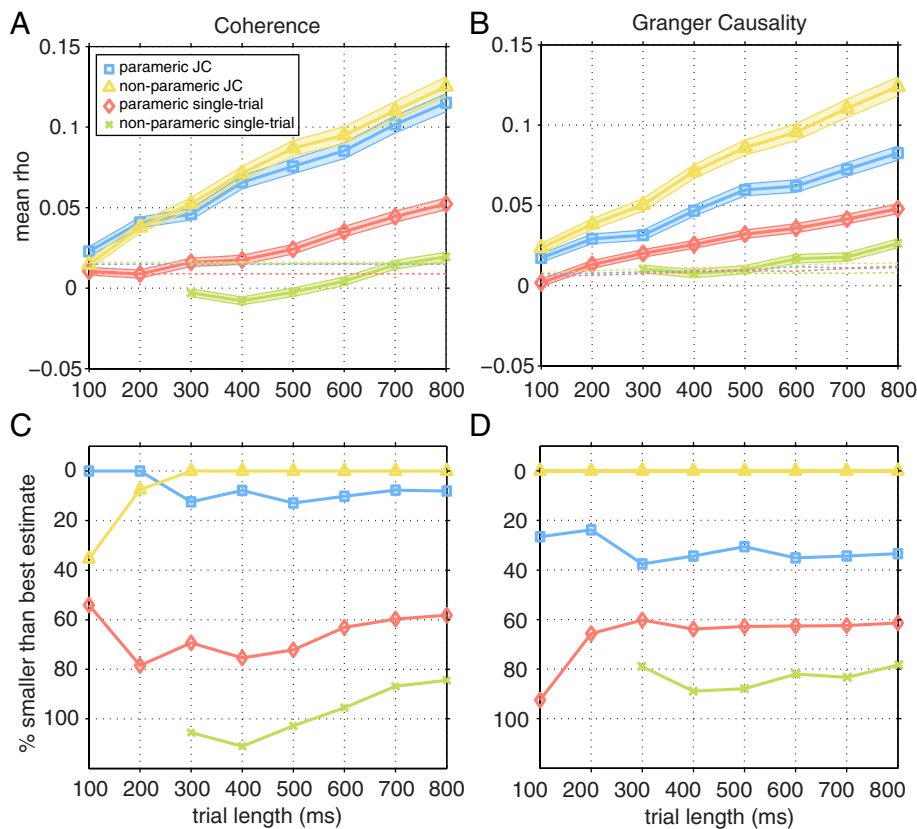 A
Coherence
B
Granger Causality
0.15
0.1
0.05
0
−0.05
mean rho
parameric JC
non-parameric JC
parameric single-trial
non-parameric single-trial
100 200 300 400 500 600 700 800
0.15
0.1
0.05
0
−0.05
100 200 300 400 500 600 700 800
C
D
0
20
40
60
80
100
% smaller than best estimate
100 200 300 400 500 600 700 800
trial length (ms)
0
20
40
60
80
100
100 200 300 400 500 600 700 800
trial length (ms)